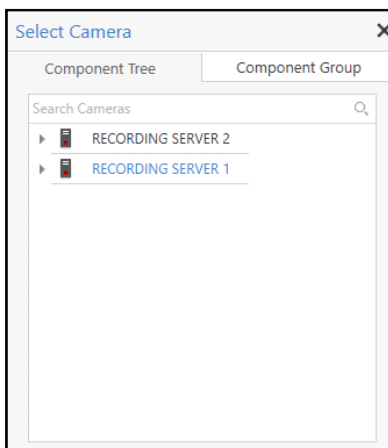 Select Camera
Component Tree
Component Group
Search Cameras
RECORDING SERVER 2
RECORDING SERVER 1